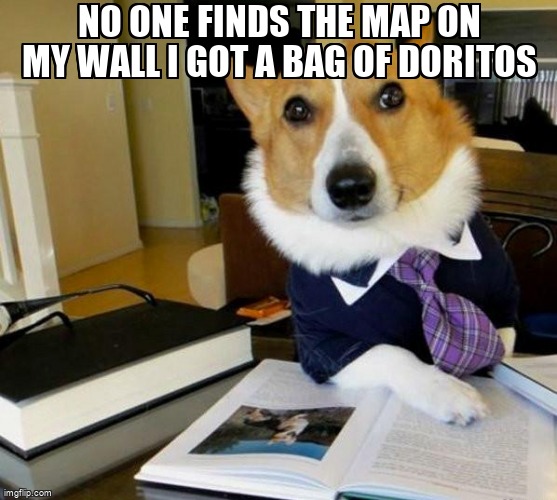 NO ONE FINDS THE MAP ON
MY WALL I GOT A BAG OF DORITOS
imgflip.com